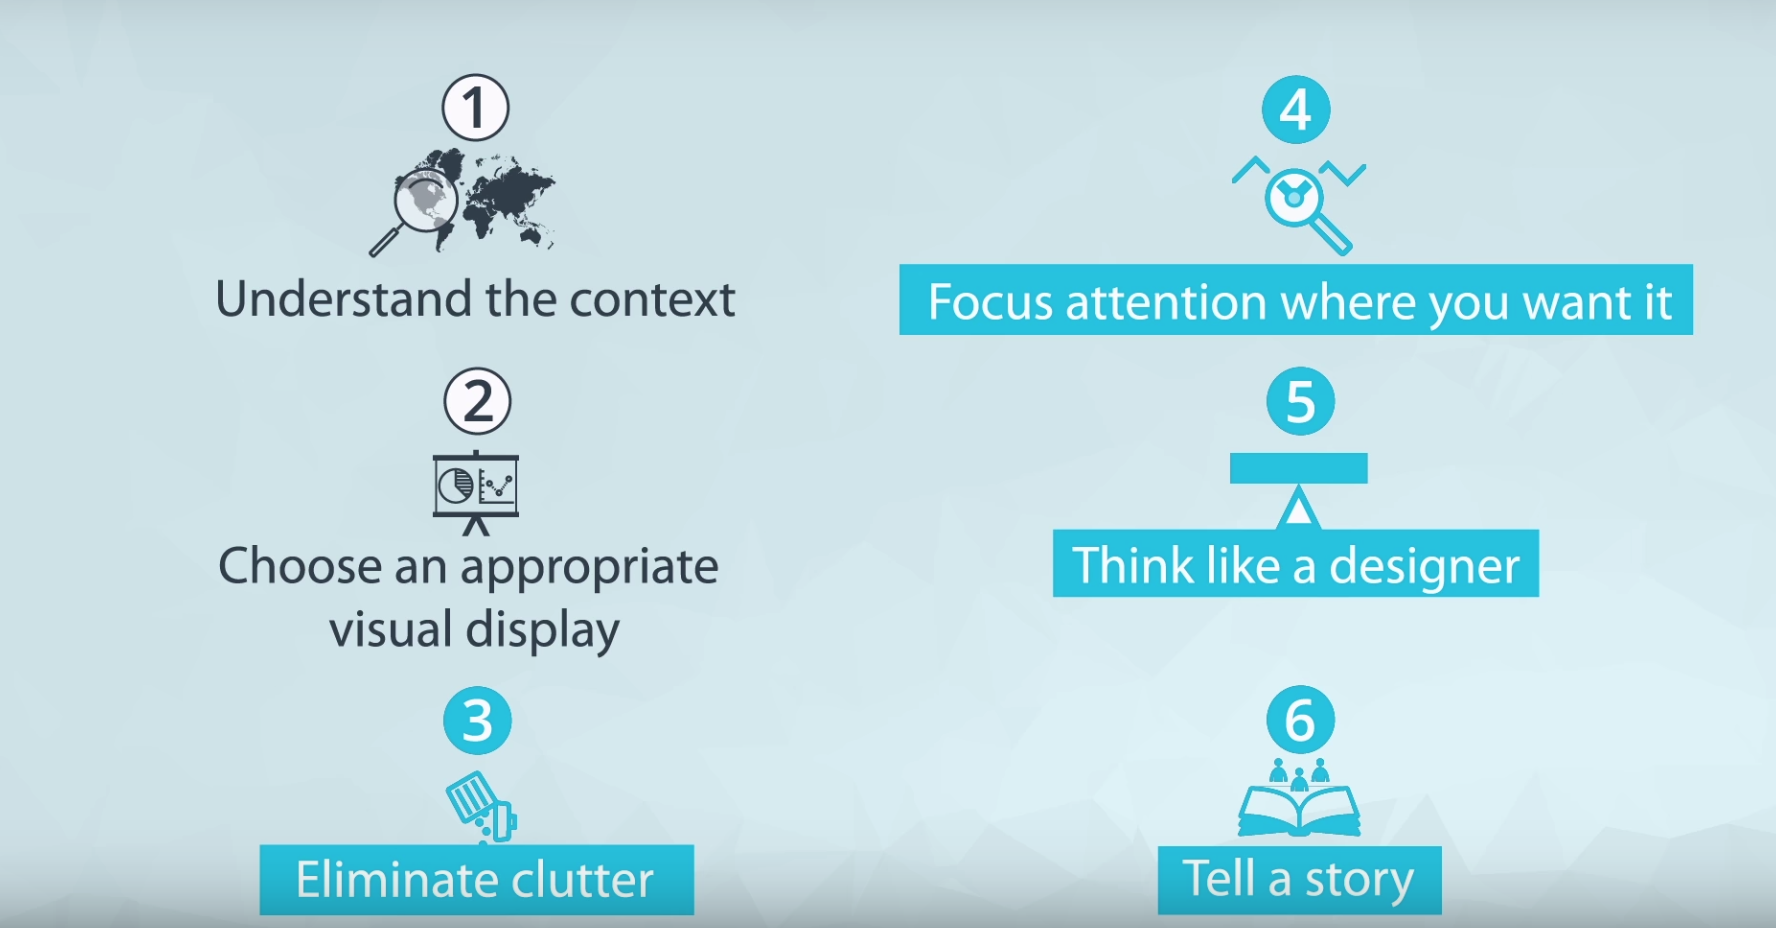 1
Understand the context
2
Choose an appropriate
visual display
3
Eliminate clutter
4
Focus attention where you want it
5
Think like a designer
6
Tell a story